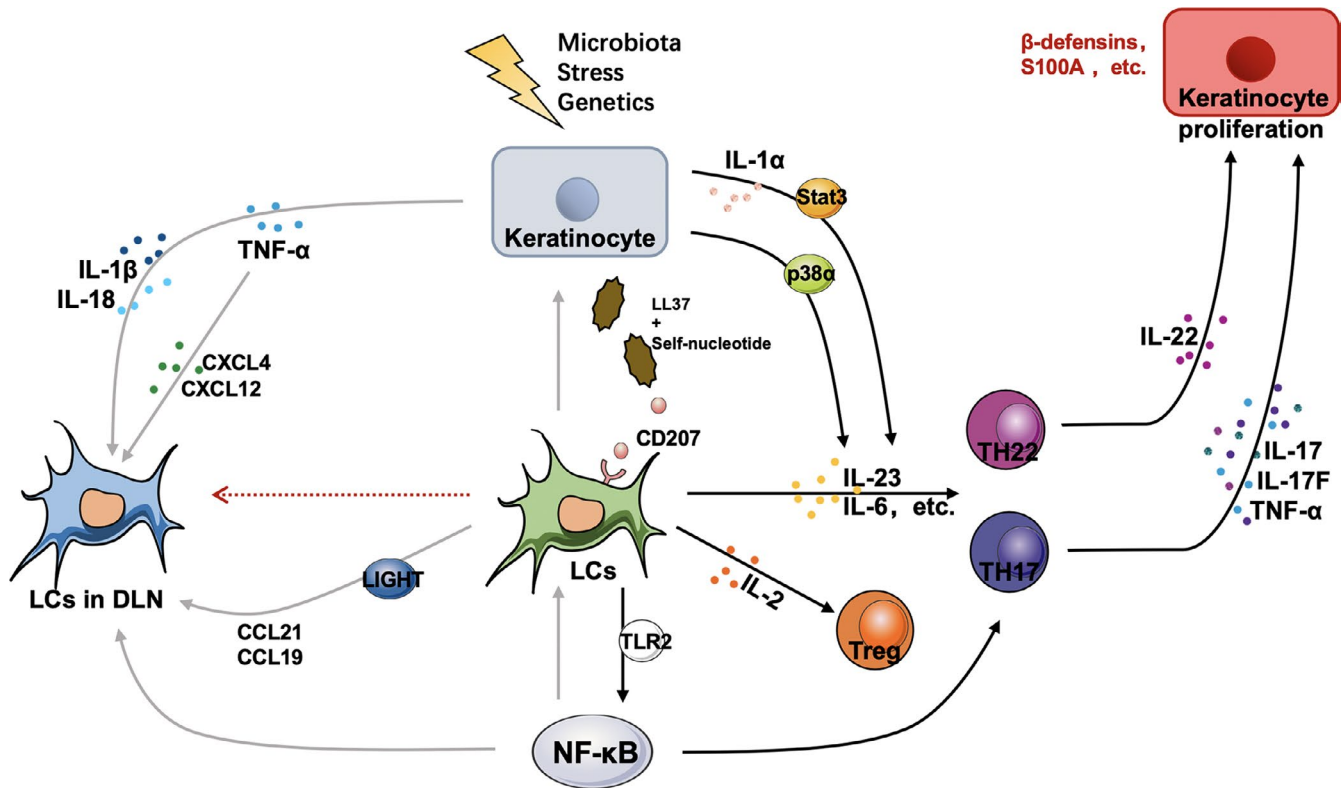 Microbiota
Stress
Genetics
β-defensins,
S100A , etc.
Keratinocyte
proliferation
IL-1α
Stat3
Keratinocyte
p38α
TNF-α
IL-1β
IL-18
CXCL4
CXCL12
LL37
+
Self-nucleotide
CD207
IL-22
TH22
IL-17
IL-17F
TNF-α
IL-23
IL-6, etc.
TH17
LCs
LCs in DLN
LIGHT
CCL21
CCL19
IL-2
TLR2
Treg
NF-κB